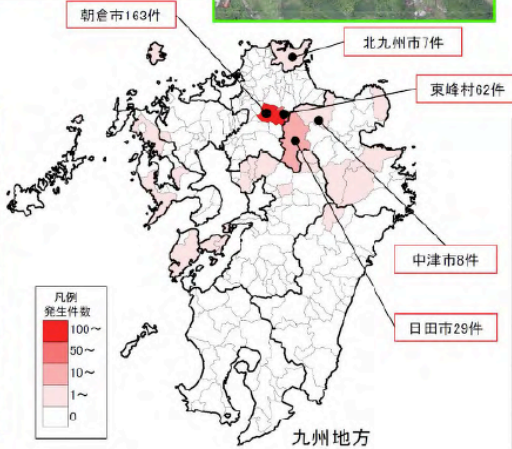 朝倉市163件
北九州市7件
東峰村62件
中津市8件
日田市29件
凡例
発生件数
100～
50～
10～
1～
0
九州地方